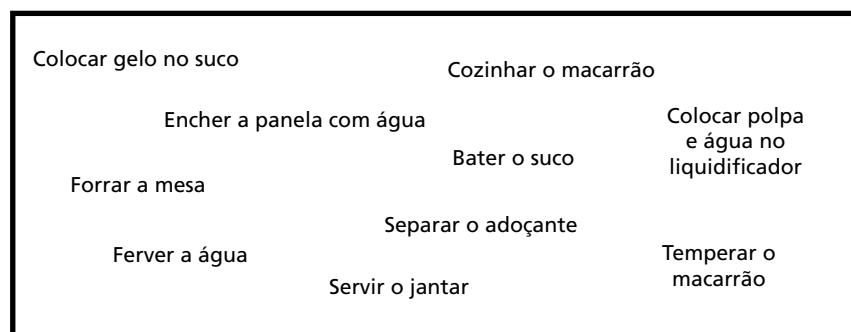 Colocar gelo no suco
Cozinhar o macarrão
Encher a panela com água
Colocar polpa
e água no
liquidificador
Bater o suco
Forrar a mesa
Separar o adoçante
Ferver a água
Temperar o
macarrão
Servir o jantar